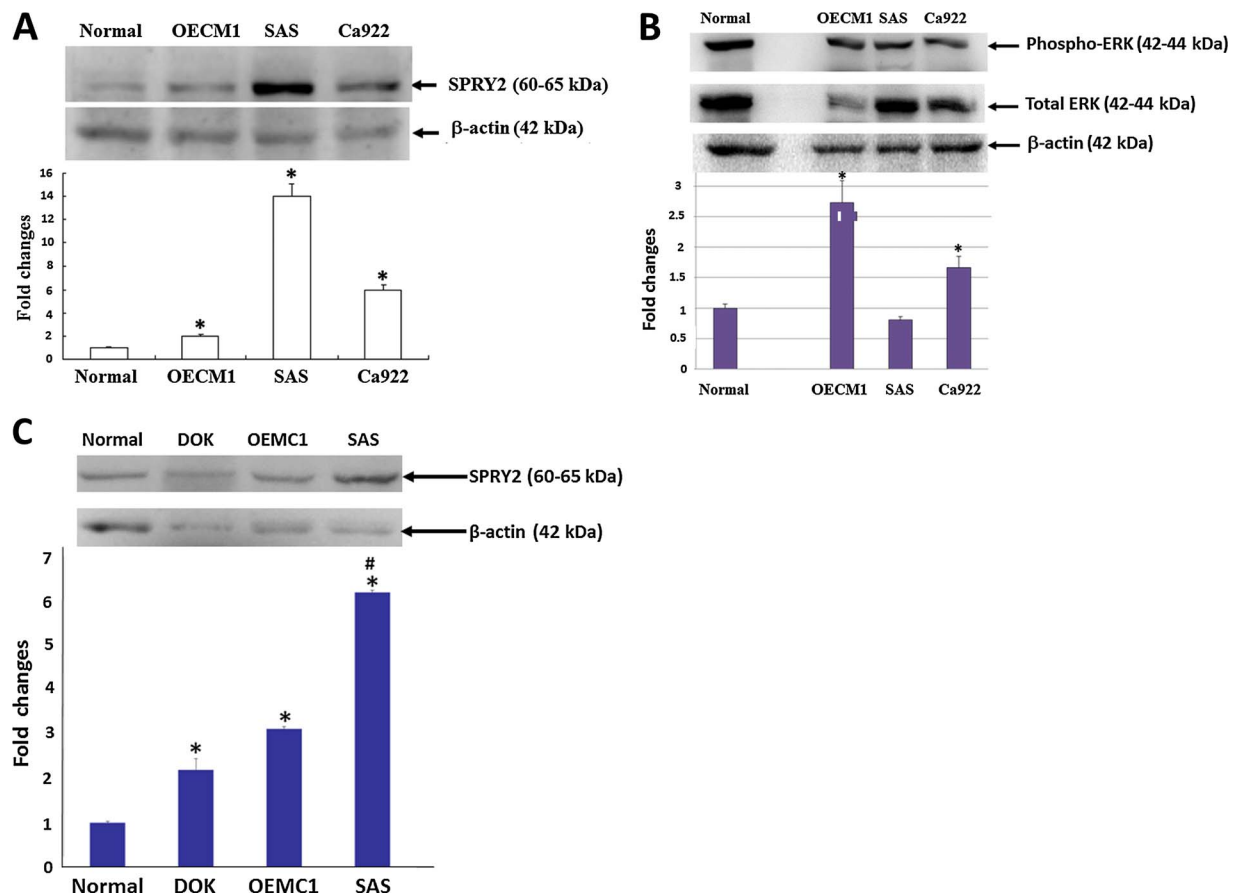 A
Normal OECM1 SAS Ca922
SPRY2 (60-65 kDa)
β-actin (42 kDa)
16
14
12
10
8
6
4
2
0
Fold changes
*
*
*
Normal OECM1 SAS Ca922
B
Normal OECM1 SAS Ca922
Phospho-ERK (42-44 kDa)
Total ERK (42-44 kDa)
β-actin (42 kDa)
3
2.5
2
1.5
1
0.5
0
Fold changes
*
*
Normal OECM1 SAS Ca922
C
Normal DOK OEMC1 SAS
SPRY2 (60-65 kDa)
β-actin (42 kDa)
7
6
5
4
3
2
1
0
Fold changes
*
*
#
*
Normal DOK OEMC1 SAS